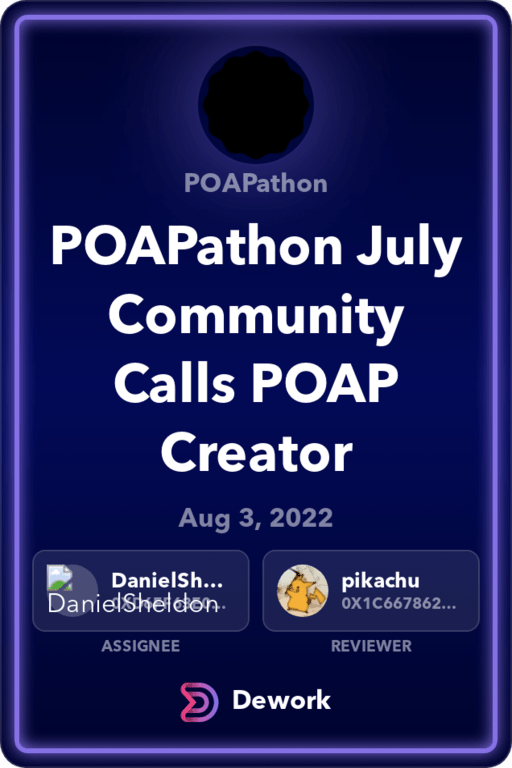 POAPathon
POAPathon July
Community
Calls POAP
Creator
Aug 3, 2022
DanielSh...
DanielSheldon
ASSIGNEE
pikachu
0X1C667862...
REVIEWER
Dework